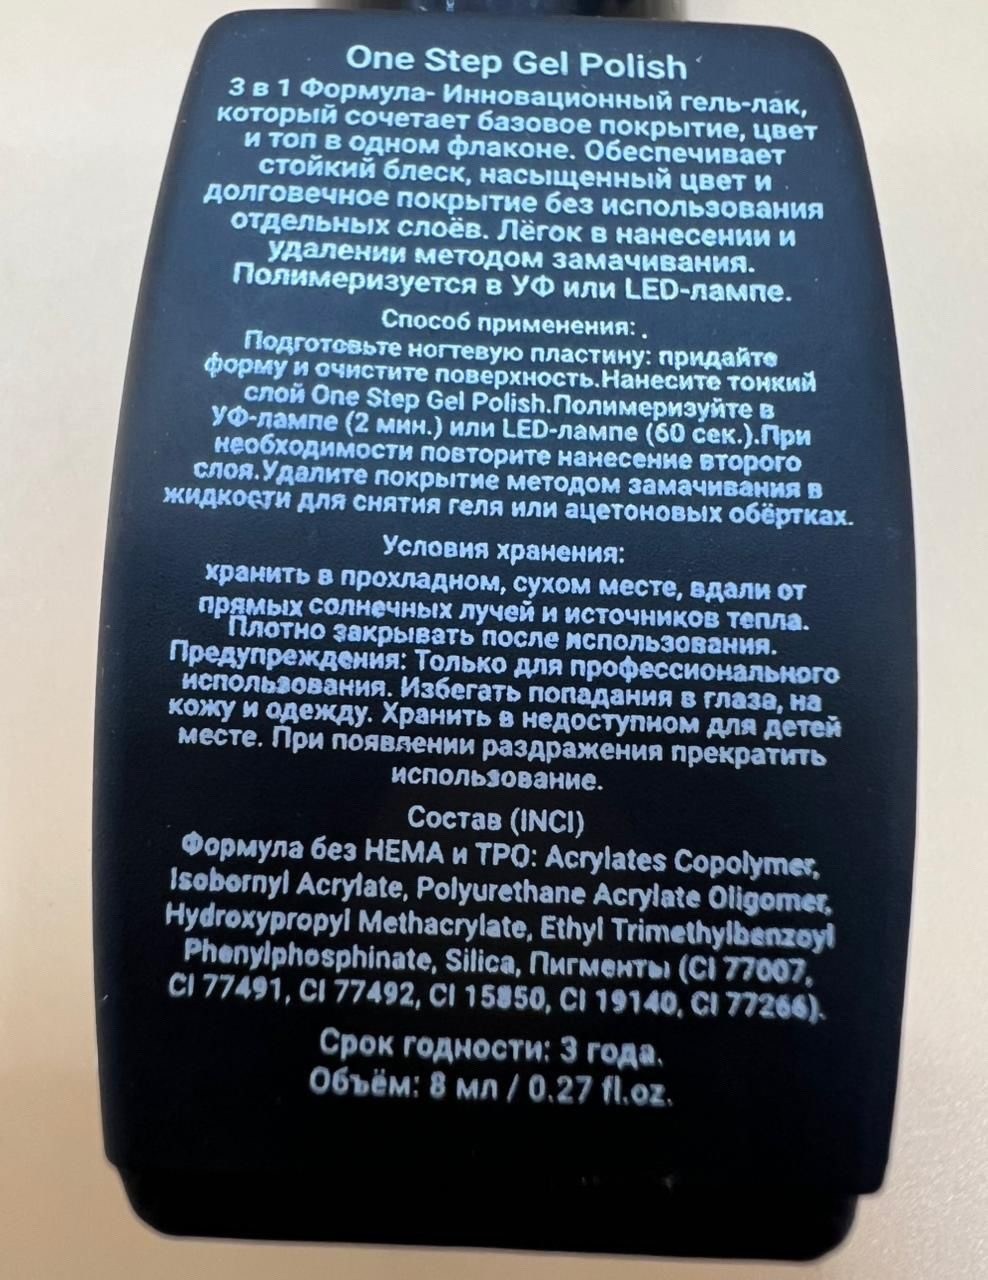 One Step Gel Polish
3 в 1 Формула- Инновационный гель-лак,
который сочетает базовое покрытие, цвет
и топ в одном флаконе. Обеспечивает
стойкий блеск, насыщенный цвет и
долговечное покрытие без использования
отдельных слоёв. Лёгок в нанесении и
удалении методом замачивания.
Полимеризуется в УФ или LED-лампе.
Способ применения: .
Подготовьте ногтевую пластину: придайте
форму и очистите поверхность.Нанесите тонкий
слой One Step Gel Polish.Полимеризуйте в
УФ-лампе (2 мин.) или LED-лампе (60 сек.).При
необходимости повторите нанесение второго
слоя.Удалите покрытие методом замачивания в
жидкости для снятия геля или ацетоновых обёртках.
Условия хранения:
хранить в прохладном, сухом месте, вдали от
прямых солнечных лучей и источников тепла.
Плотно закрывать после использования.
Предупреждения: Только для профессионального
использования. Избегать попадания в глаза, на
кожу и одежду. Хранить в недоступном для детей
месте. При появлении раздражения прекратить
использование.
Состав (INCI)
Формула без HEMA и TPO: Acrylates Copolymer,
Isobornyl Acrylate, Polyurethane Acrylate Oligomer,
Hydroxypropyl Methacrylate, Ethyl Trimethylbenzoyl
Phenylphosphinate, Silica, Пигменты (CI 77007,
CI 77491, CI 77492, CI 15850, CI 19140, CI 77266).
Срок годности: 3 года.
Объём: 8 мл / 0.27 fl.oz.